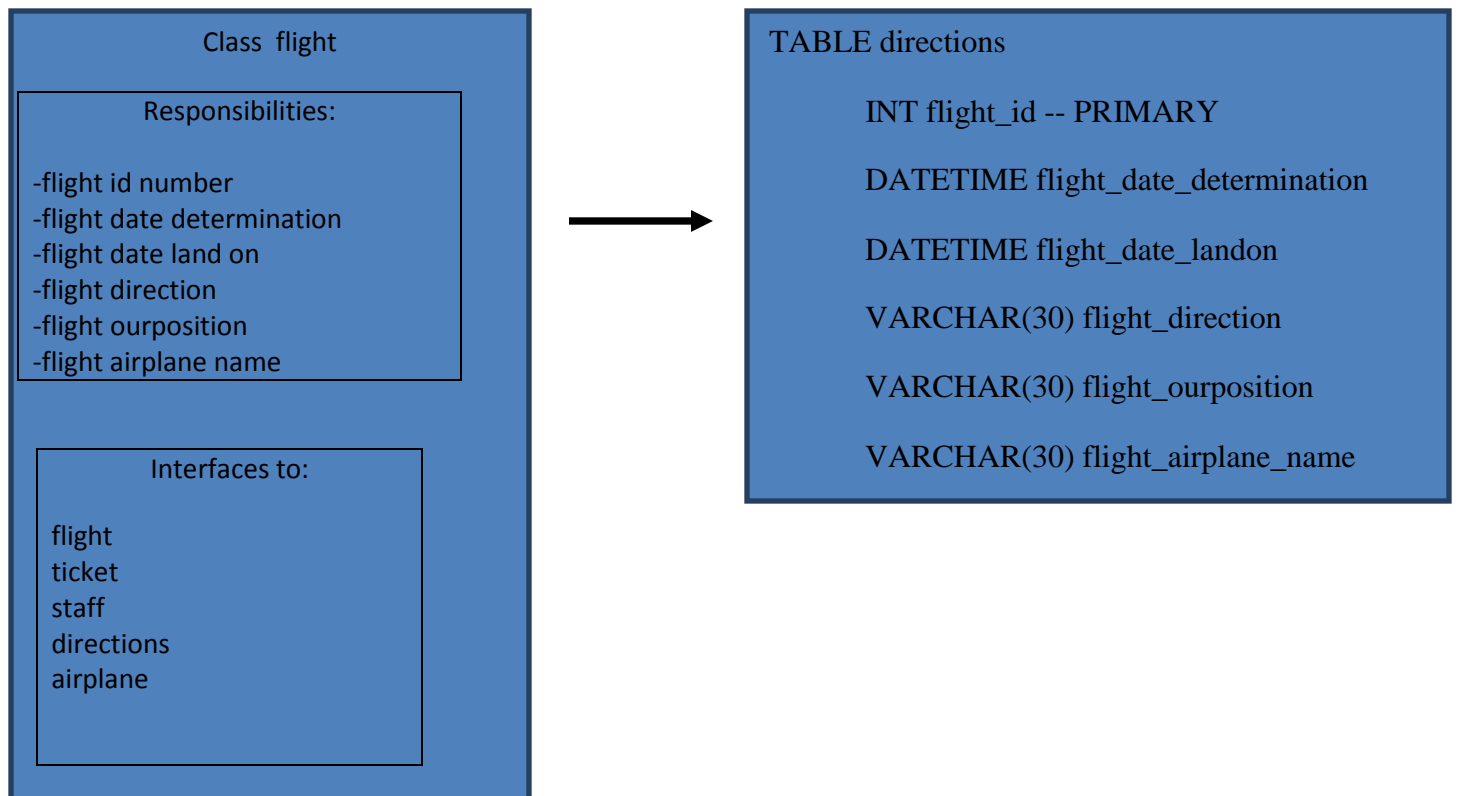 Class flight
Responsibilities:
-flight id number
-flight date determination
-flight date land on
-flight direction
-flight ourposition
-flight airplane name
Interfaces to:
flight
ticket
staff
directions
airplane
TABLE directions
INT flight_id -- PRIMARY
DATETIME flight_date_determination
DATETIME flight_date_landon
VARCHAR(30) flight_direction
VARCHAR(30) flight_ourposition
VARCHAR(30) flight_airplane_name